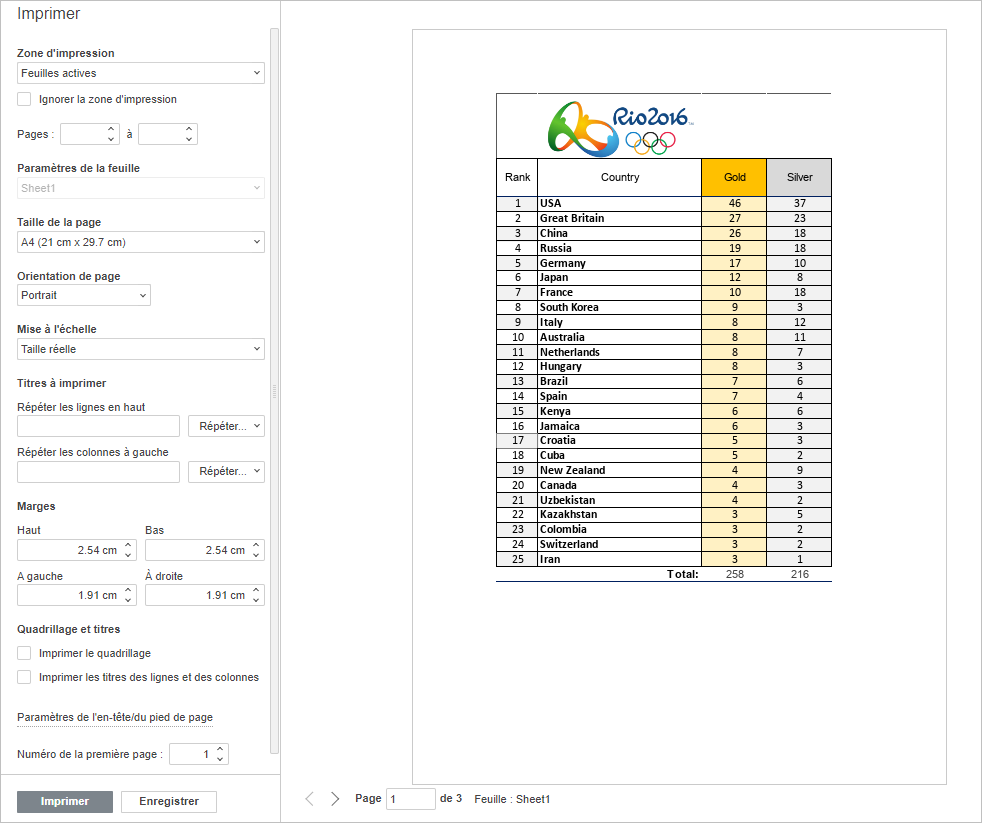 Imprimer
Zone d'impression
Feuilles actives
Ignorer la zone d'impression
Pages : à
Paramètres de la feuille
Sheet1
Taille de la page
A4 (21 cm x 29.7 cm)
Orientation de page
Portrait
Mise à l'échelle
Taille réelle
Titres à imprimer
Répéter les lignes en haut
Répéter...
Répéter les colonnes à gauche
Répéter...
Marges
Haut Bas
2.54 cm 2.54 cm
A gauche À droite
1.91 cm 1.91 cm
Quadrillage et titres
Imprimer le quadrillage
Imprimer les titres des lignes et des colonnes
Paramètres de l'en-tête/du pied de page
Numéro de la première page : 1
Imprimer Enregistrer
Rio2016™
Rank Country Gold Silver
1 USA 46 37
2 Great Britain 27 23
3 China 26 18
4 Russia 19 18
5 Germany 17 10
6 Japan 12 8
7 France 10 18
8 South Korea 9 3
9 Italy 8 12
10 Australia 8 11
11 Netherlands 8 7
12 Hungary 8 3
13 Brazil 7 6
14 Spain 7 4
15 Kenya 6 6
16 Jamaica 6 3
17 Croatia 5 3
18 Cuba 5 2
19 New Zealand 4 9
20 Canada 4 3
21 Uzbekistan 4 2
22 Kazakhstan 3 5
23 Colombia 3 2
24 Switzerland 3 2
25 Iran 3 1
Total: 258 216
Page 1 de 3 Feuille : Sheet1